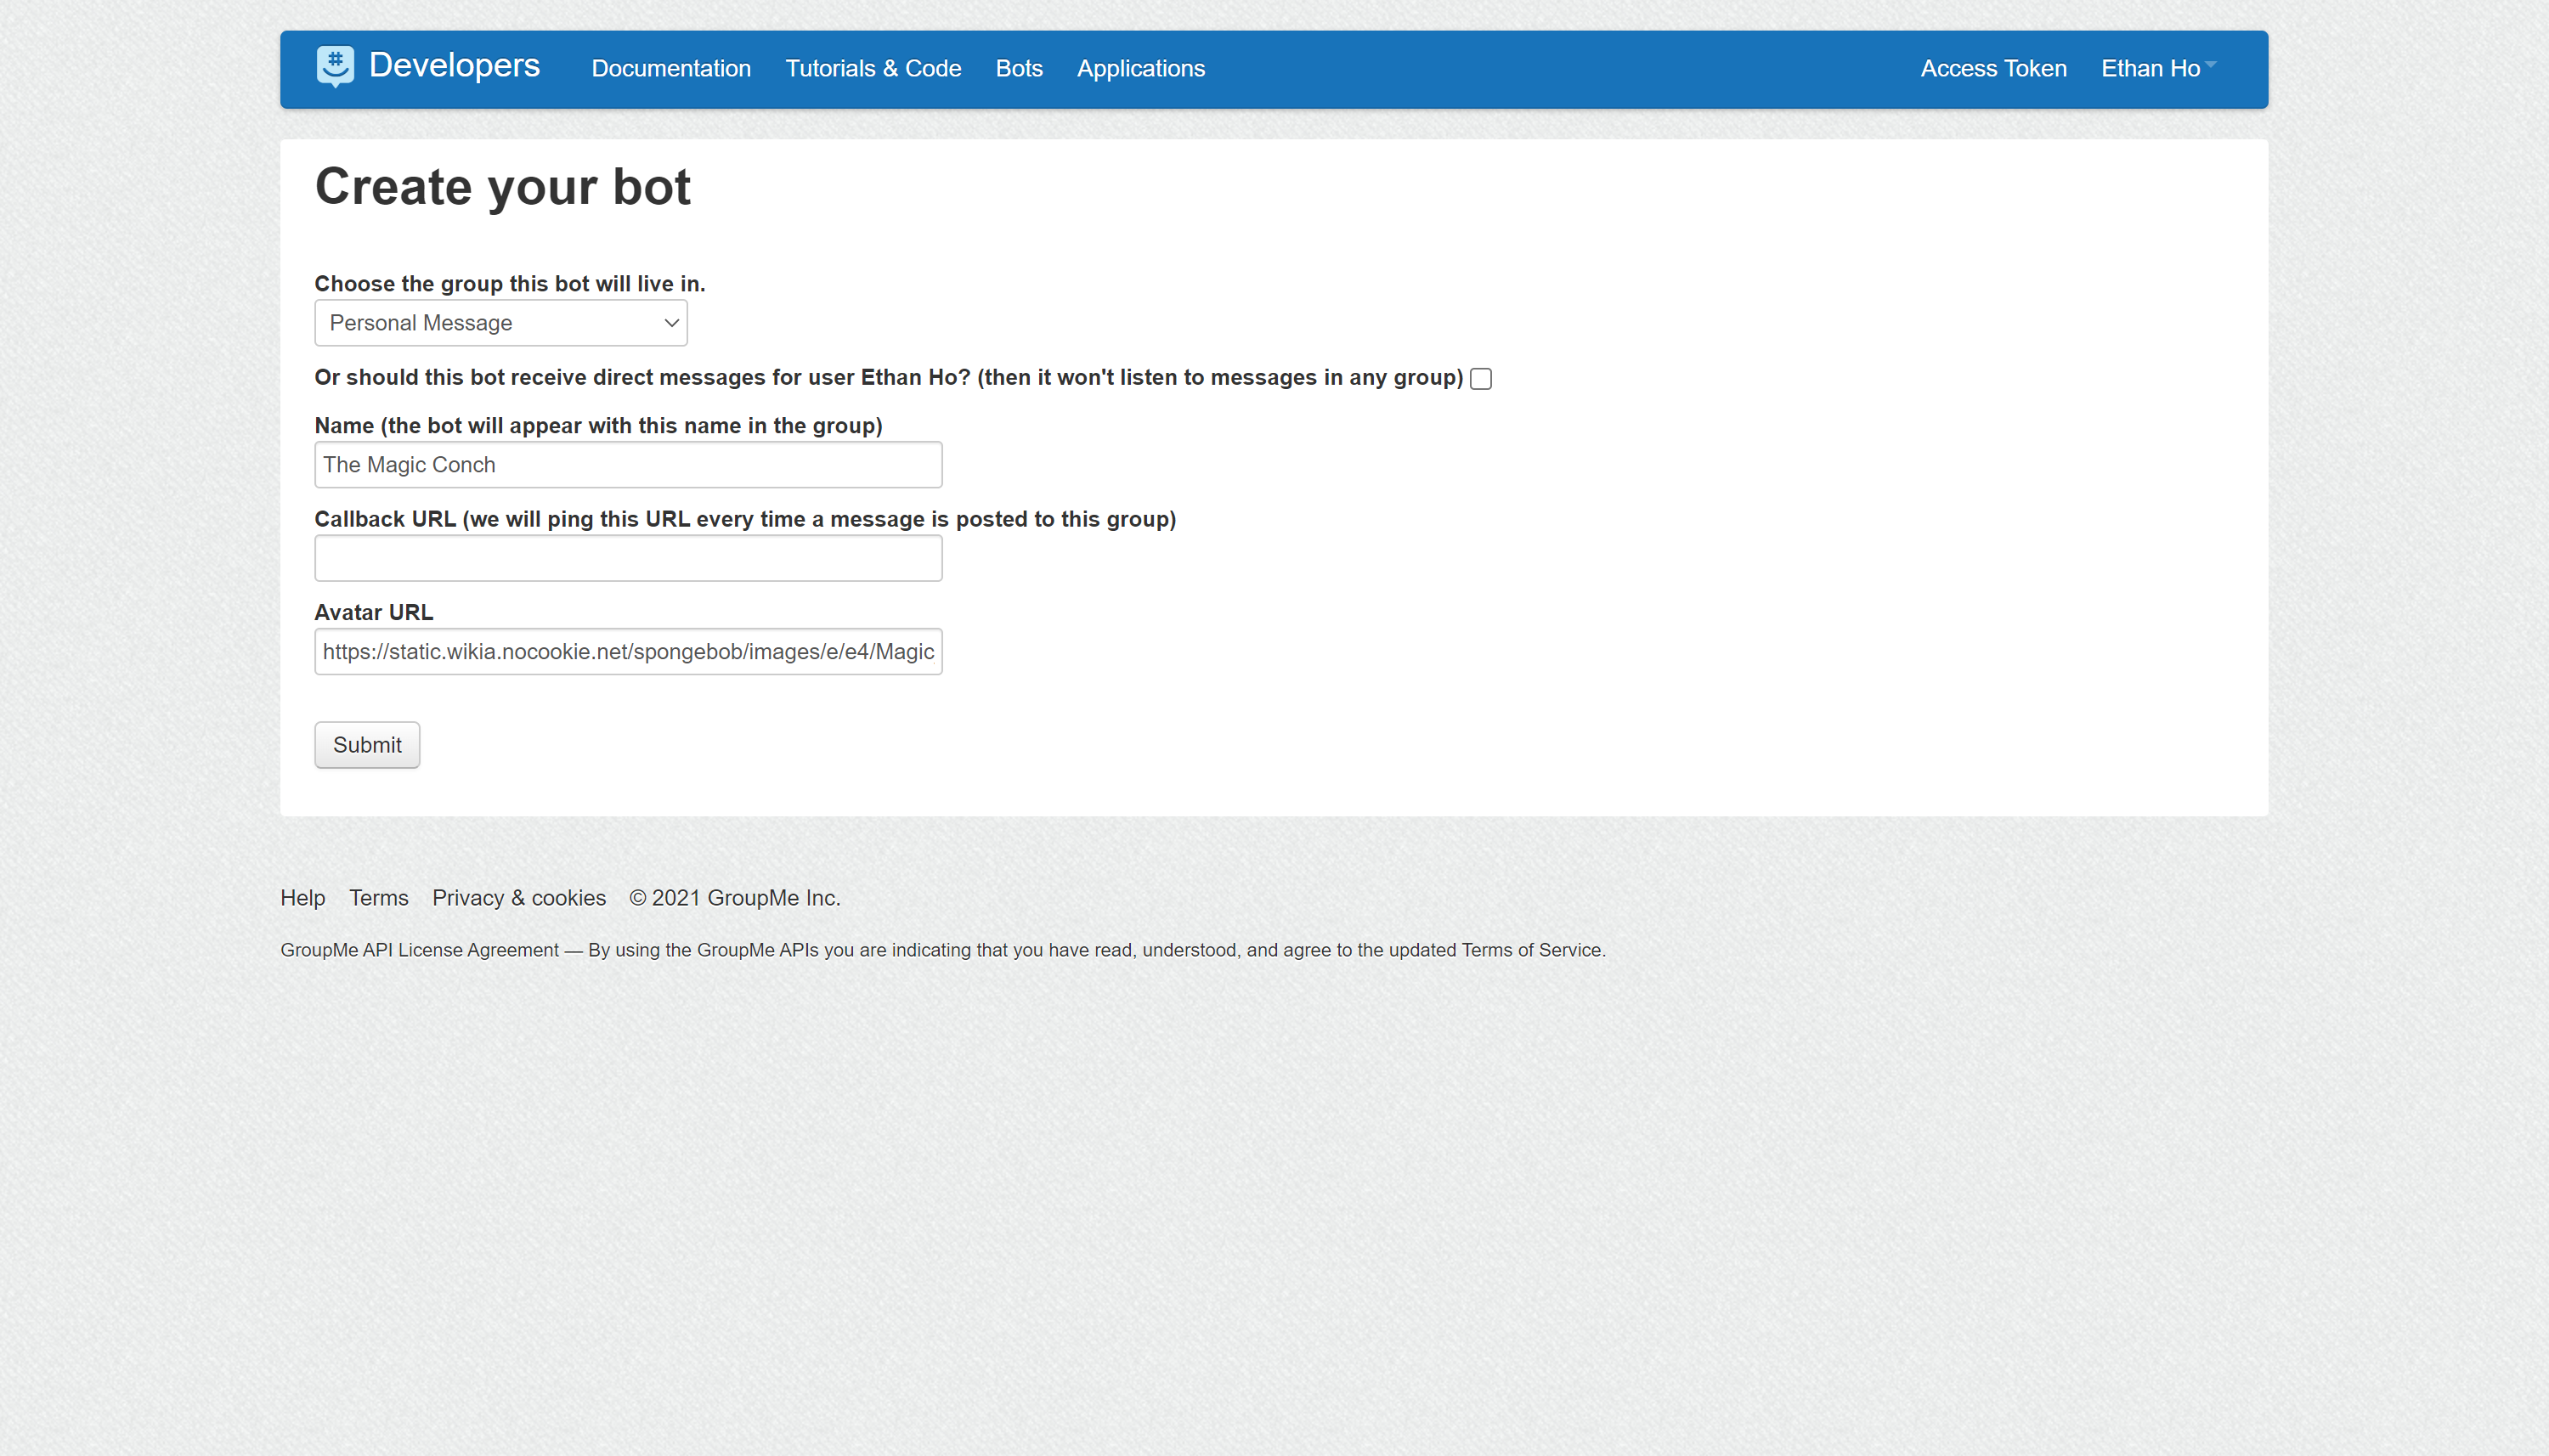 Developers Documentation Tutorials & Code Bots Applications Access Token Ethan Ho
Create your bot
Choose the group this bot will live in.
Personal Message
Or should this bot receive direct messages for user Ethan Ho? (then it won't listen to messages in any group)
Name (the bot will appear with this name in the group)
The Magic Conch
Callback URL (we will ping this URL every time a message is posted to this group)
Avatar URL
https://static.wikia.nocookie.net/spongebob/images/e/e4/Magic
Submit
Help Terms Privacy & cookies © 2021 GroupMe Inc.
GroupMe API License Agreement — By using the GroupMe APIs you are indicating that you have read, understood, and agree to the updated Terms of Service.